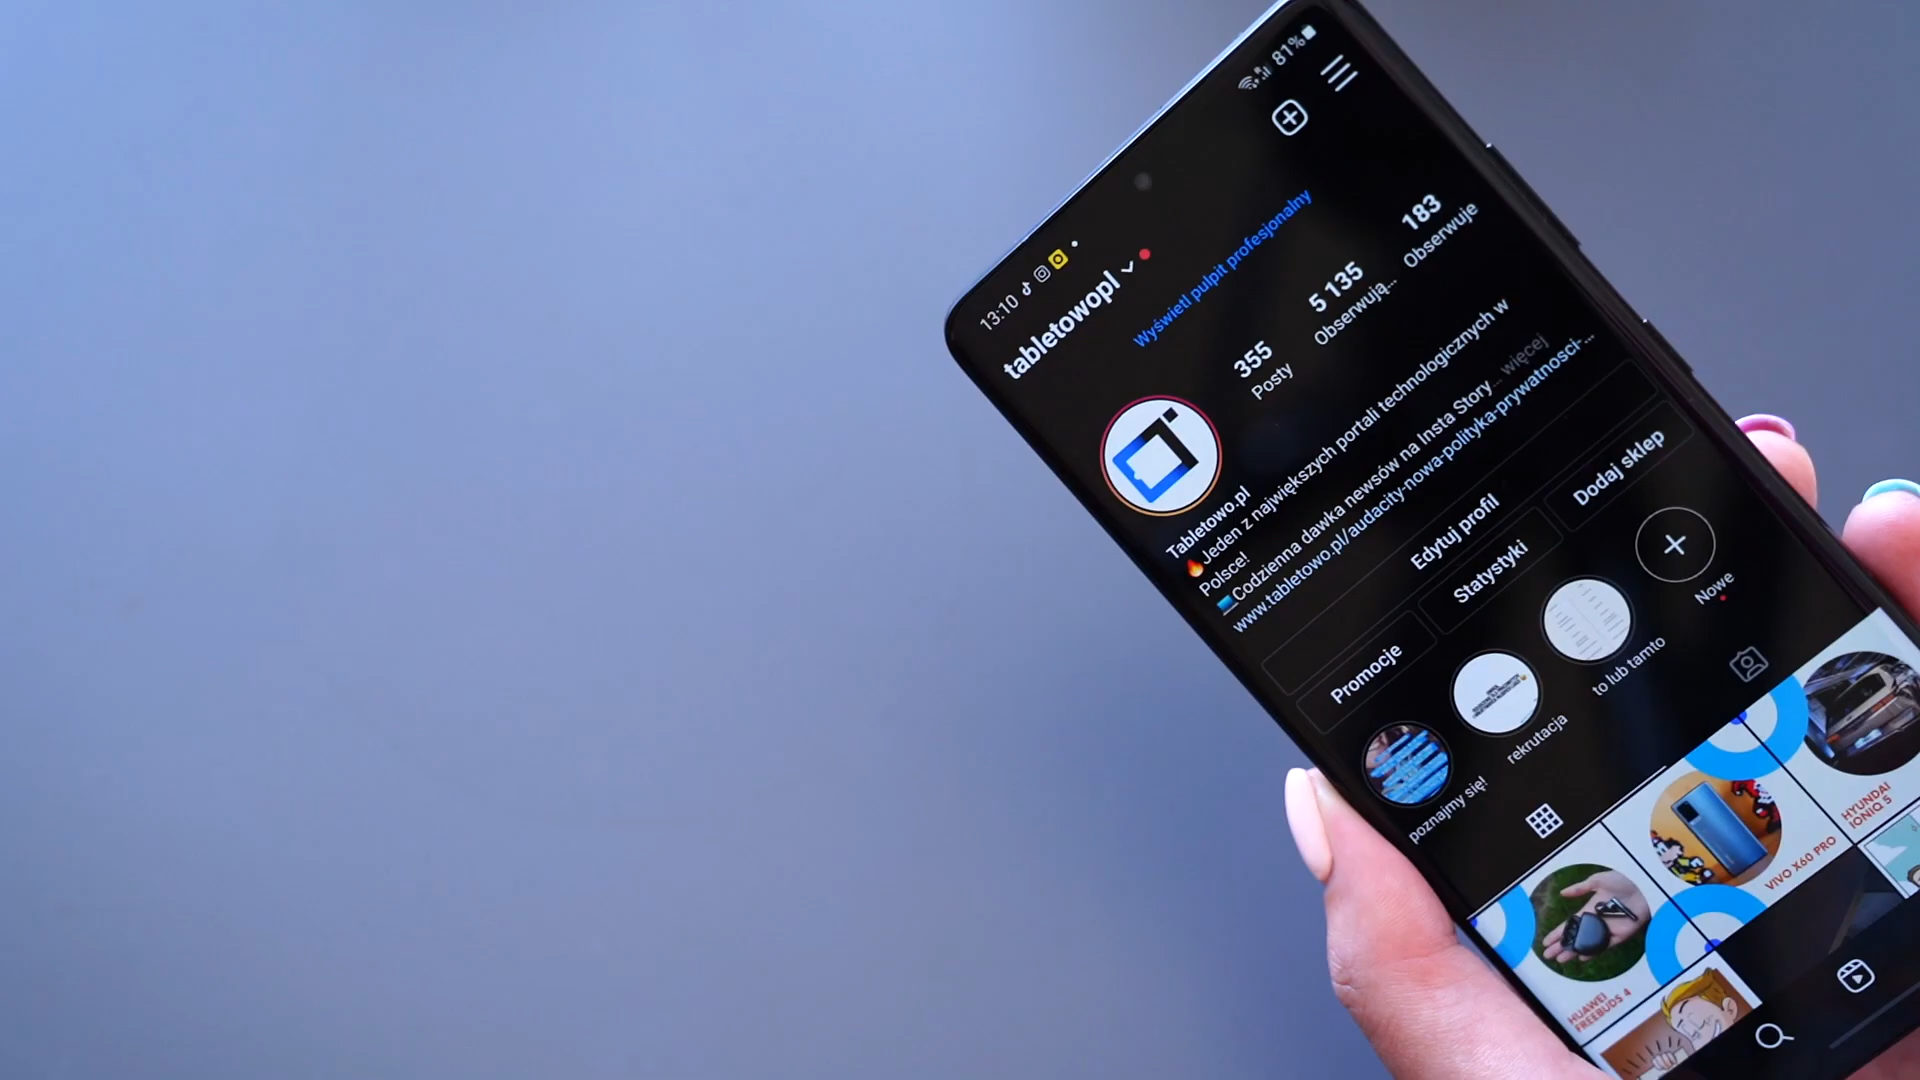 13:10
81%
tabletowopl
Wyświetl pulpit profesjonalny
355
Posty
5 135
Obserwują...
183
Obserwuje
Tabletowo.pl
Jeden z największych portali technologicznych w
Polsce!
Codzienna dawka newsów na Insta Story... więcej
www.tabletowo.pl/audacity-nowa-polityka-prywatnosci-...
Edytuj profil
Promocje
Statystyki
Dodaj sklep
poznajmy się!
rekrutacja
to lub tamto
Nowe
HUAWEI
FREEBUDS 4
VIVO X60 PRO
HYUNDAI
IONIQ 5